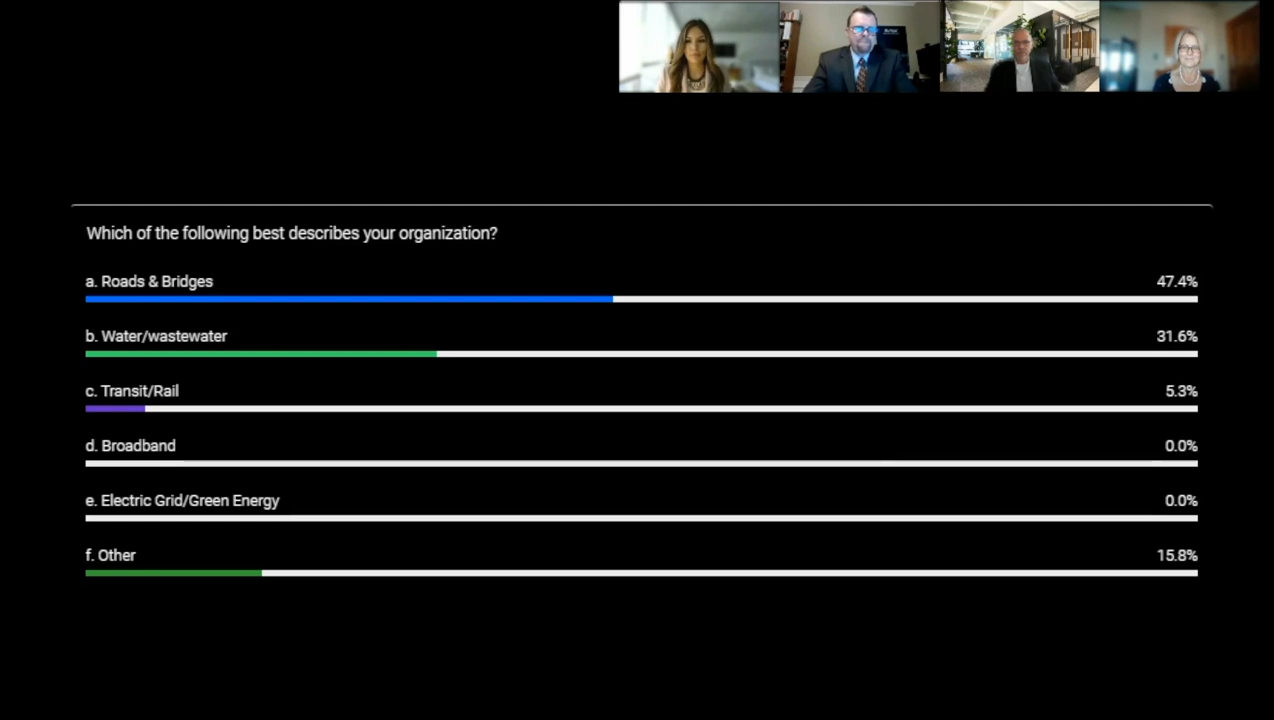 Which of the following best describes your organization?
a. Roads & Bridges 47.4%
b. Water/wastewater 31.6%
c. Transit/Rail 5.3%
d. Broadband 0.0%
e. Electric Grid/Green Energy 0.0%
f. Other 15.8%